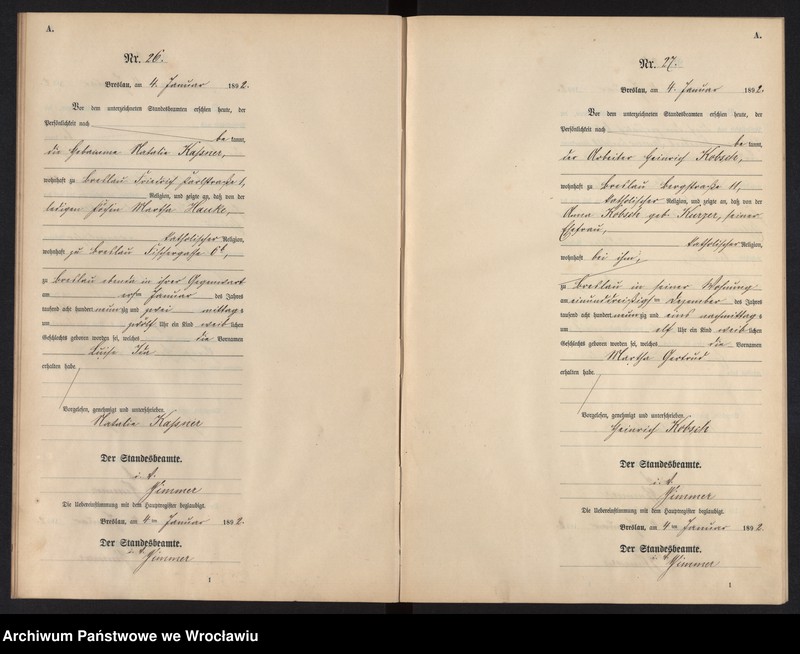 A.
Nr. 26.
Breslau, am 4. Januar 1892.
Vor dem unterzeichneten Standesbeamten erschien heute, der
Persönlichkeit nach
be kannt,
die Hebamme Natalie Kaßner,
wohnhaft zu Breslau Friedrich Carlstraße 1,
Religion, und zeigte an, daß von der
ledigen Martha Hanke,
katholischer Religion,
wohnhaft zu Breslau Fischergasse 6b,
zu Breslau ebenda in ihrer Gegenwart
am ersten Januar des Jahres
tausend acht hundert neunzig und zwei mittags
um zwölf Uhr ein Kind weiblichen
Geschlechts geboren worden sei, welches die Vornamen
Luise Ida
erhalten habe.
Vorgelesen, genehmigt und unterschrieben
Natalie Kaßner
Der Standesbeamte.
Die Uebereinstimmung mit dem Hauptregister beglaubigt.
Breslau, am 4ten Januar 1892.
Der Standesbeamte.
1
A.
Nr. 27.
Breslau, am 4. Januar 1892.
Vor dem unterzeichneten Standesbeamten erschien heute, der
Persönlichkeit nach
be kannt,
der Arbeiter Heinrich Kobsch,
wohnhaft zu Breslau Bergstraße 11,
katholischer Religion, und zeigte an, daß von der
Anna Kobsch geb. Kurzer, seiner
Ehefrau,
katholischer Religion,
wohnhaft bei ihm,
zu Breslau in seiner Wohnung
am einunddreißigsten Dezember des Jahres
tausend acht hundert neunzig und eins nachmittags
um elf Uhr ein Kind weiblichen
Geschlechts geboren worden sei, welches die Vornamen
Martha Gertrud
erhalten habe.
Vorgelesen, genehmigt und unterschrieben
Heinrich Kobsch
Der Standesbeamte.
Die Uebereinstimmung mit dem Hauptregister beglaubigt.
Breslau, am 4ten Januar 1892.
Der Standesbeamte.
1
Archiwum Państwowe we Wrocławiu